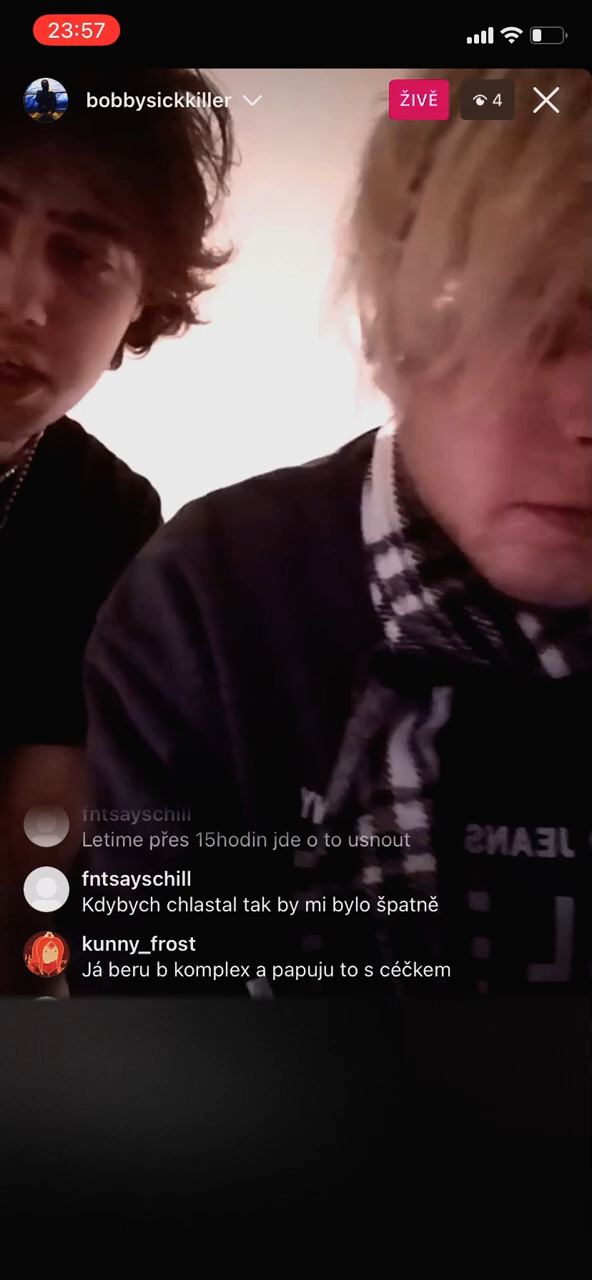 23:57
bobbysickkiller
ŽIVĚ
4
fntsayschill
Letime přes 15hodin jde o to usnout
fntsayschill
Kdybych chlastal tak by mi bylo špatně
kunny_frost
Já beru b komplex a papuju to s céčkem
JEANS
L